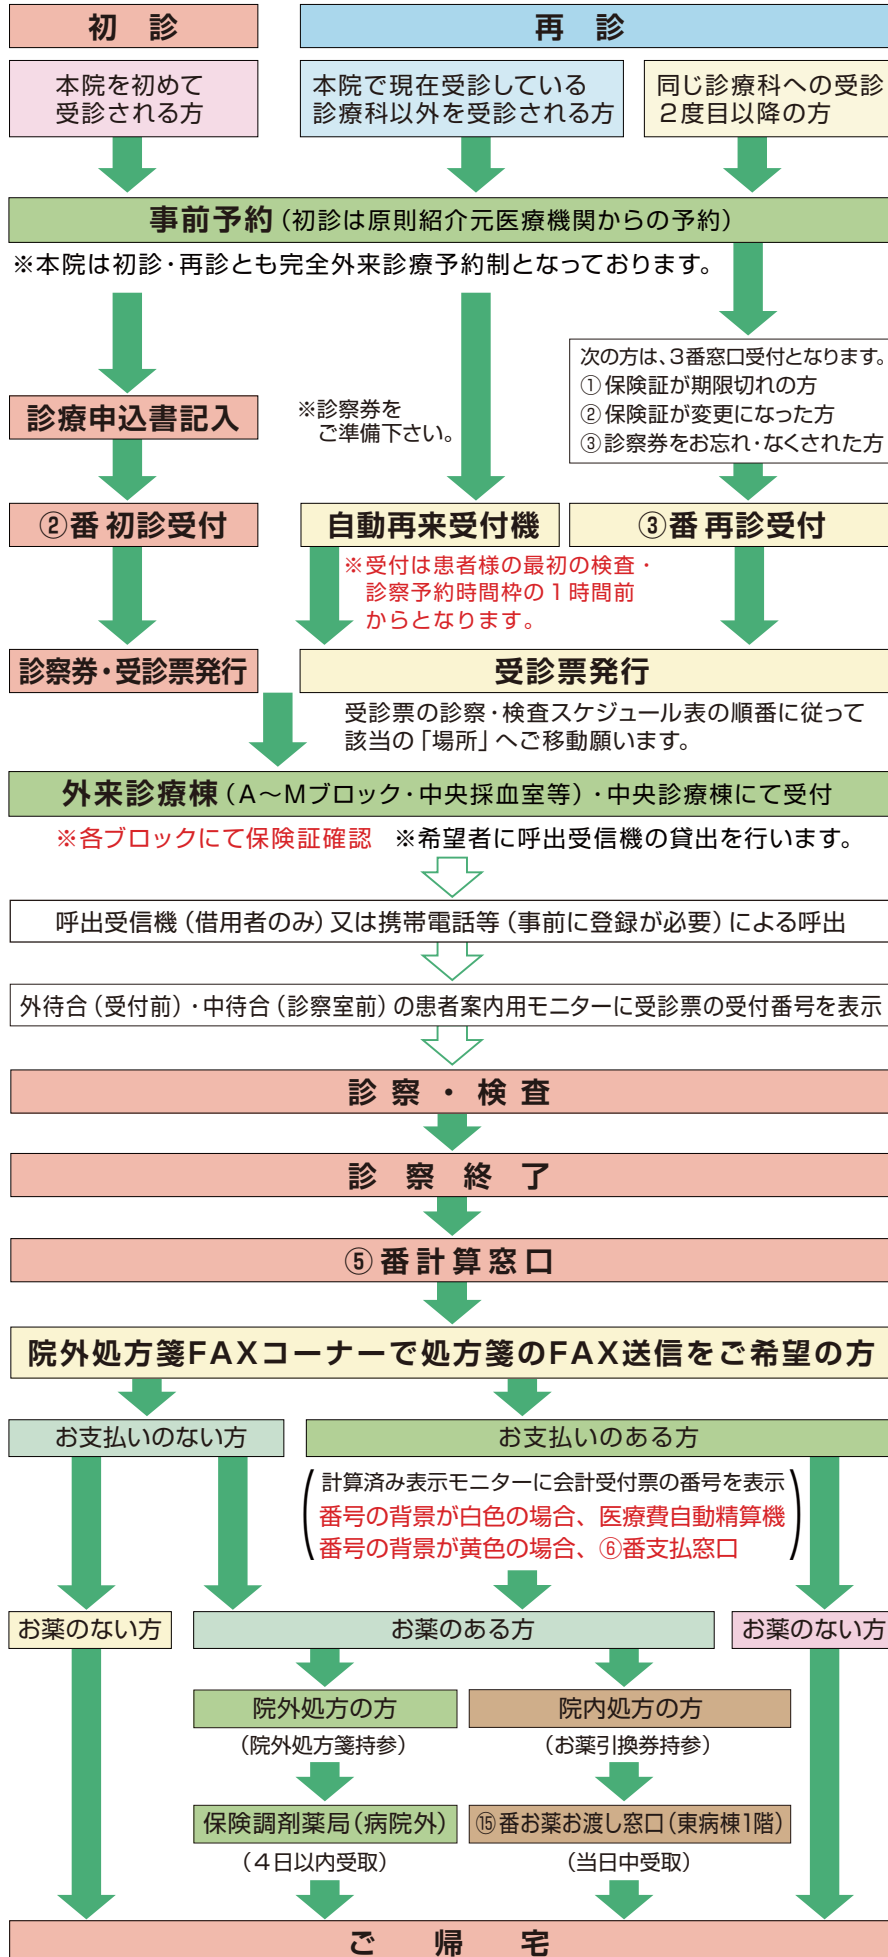 初　診
再　診
本院を初めて
受診される方
本院で現在受診している
診療科以外を受診される方
同じ診療科への受診
２度目以降の方
事前予約（初診は原則紹介元医療機関からの予約）
※本院は初診・再診とも完全外来診療予約制となっております。
次の方は、３番窓口受付となります。
①保険証が期限切れの方
②保険証が変更になった方
③診察券をお忘れ・なくされた方
診療申込書記入
※診察券を
ご準備下さい。
②番 初診受付
自動再来受付機
③番 再診受付
※受付は患者様の最初の検査・
診察予約時間枠の１時間前
からとなります。
診察券・受診票発行
受診票発行
受診票の診察・検査スケジュール表の順番に従って
該当の「場所」へご移動願います。
外来診療棟（A〜Mブロック・中央採血室等）・中央診療棟にて受付
※各ブロックにて保険証確認　※希望者に呼出受信機の貸出を行います。
呼出受信機（借用者のみ）又は携帯電話等（事前に登録が必要）による呼出
外待合（受付前）・中待合（診察室前）の患者案内用モニターに受診票の受付番号を表示
診察・検査
診察終了
⑤番計算窓口
院外処方箋FAXコーナーで処方箋のFAX送信をご希望の方
お支払いのない方
お支払いのある方
計算済み表示モニターに会計受付票の番号を表示
番号の背景が白色の場合、医療費自動精算機
番号の背景が黄色の場合、⑥番支払窓口
お薬のない方
お薬のある方
お薬のない方
院外処方の方
院内処方の方
（院外処方箋持参）
（お薬引換券持参）
保険調剤薬局（病院外）
⑮番お薬お渡し窓口（東病棟1階）
（４日以内受取）
（当日中受取）
ご　帰　宅